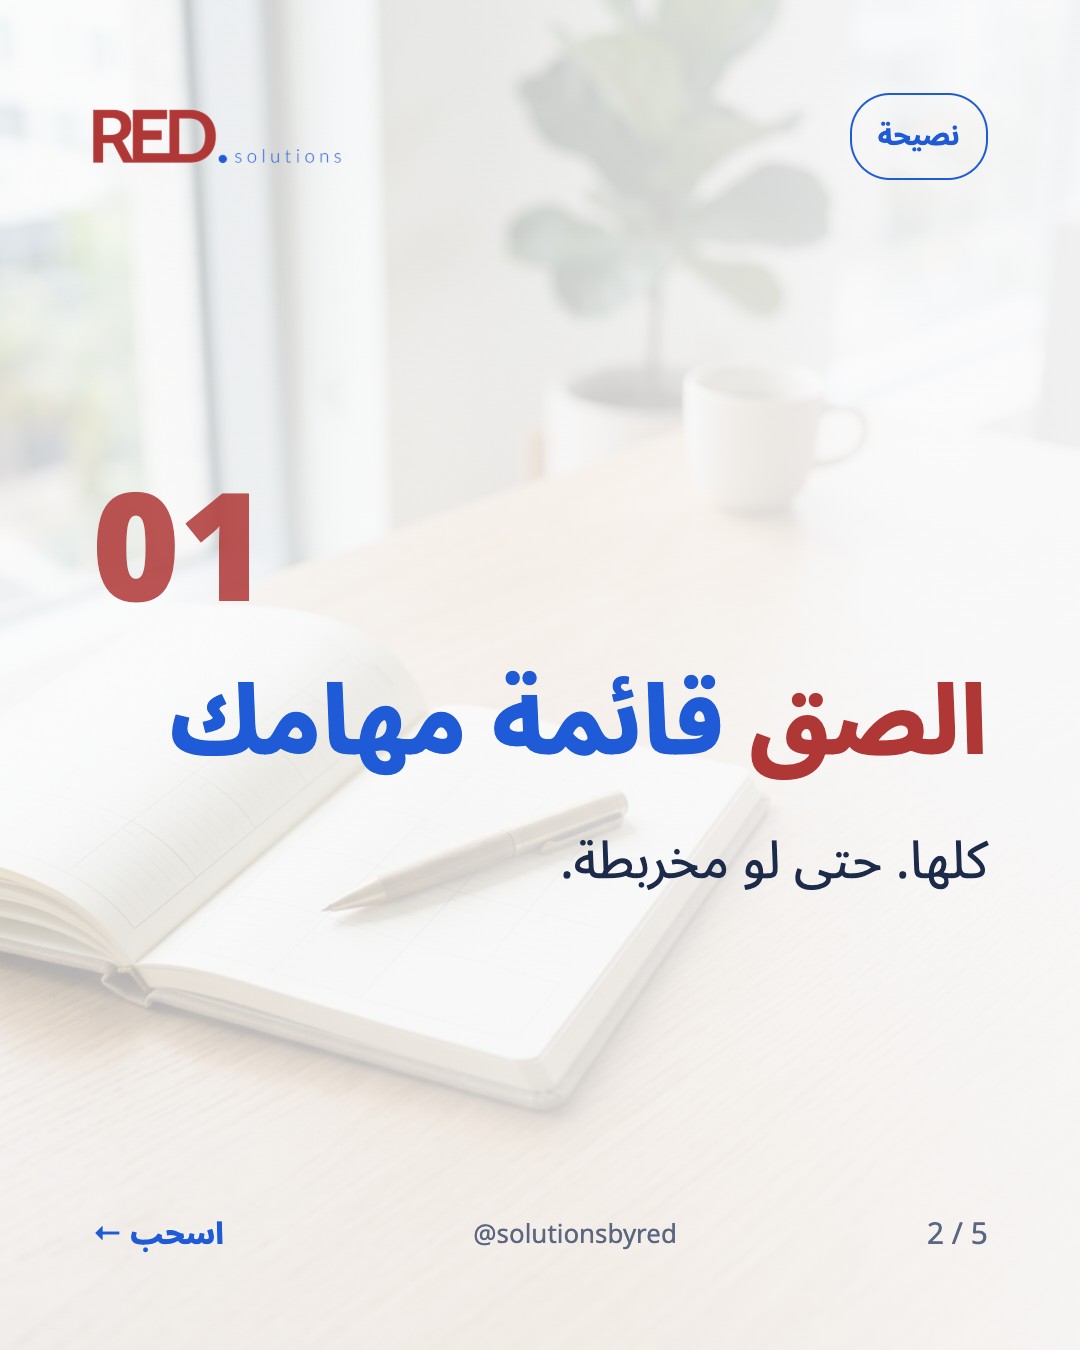 RED. solutions
نصيحة
01
الصق قائمة مهامك
كلها. حتى لو مخربطة.
2 / 5
@solutionsbyred
اسحب ←